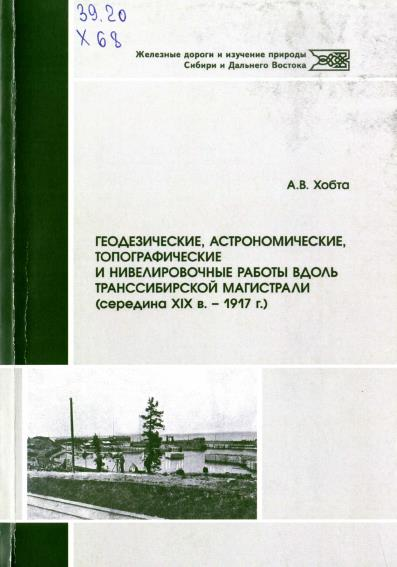 39.20
Х 68
Железные дороги и изучение природы
Сибири и Дальнего Востока
А.В. Хобта
ГЕОДЕЗИЧЕСКИЕ, АСТРОНОМИЧЕСКИЕ,
ТОПОГРАФИЧЕСКИЕ
И НИВЕЛИРОВОЧНЫЕ РАБОТЫ ВДОЛЬ
ТРАНССИБИРСКОЙ МАГИСТРАЛИ
(середина XIX в. – 1917 г.)